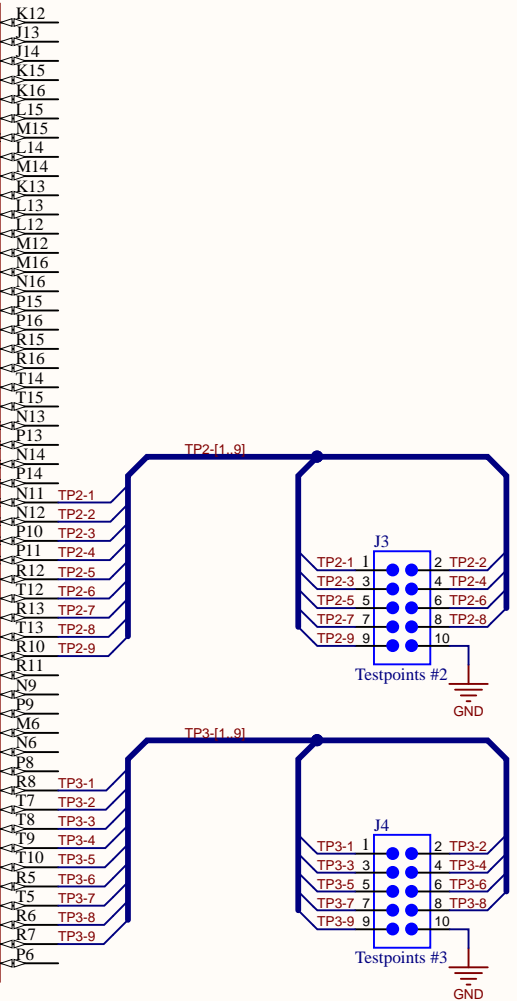 K12
J13
J14
K15
K16
L15
M15
L14
M14
K13
L13
L12
M12
M16
N16
P15
P16
R15
R16
T14
T15
N13
P13
N14
P14
N11 TP2-1
N12 TP2-2
P10 TP2-3
P11 TP2-4
R12 TP2-5
T12 TP2-6
R13 TP2-7
T13 TP2-8
R10 TP2-9
R11
N9
P9
M6
N6
P8
R8 TP3-1
T7 TP3-2
T8 TP3-3
T9 TP3-4
T10 TP3-5
R5 TP3-6
T5 TP3-7
R6 TP3-8
R7 TP3-9
P6
TP2-[1..9]
J3
TP2-1 1 2 TP2-2
TP2-3 3 4 TP2-4
TP2-5 5 6 TP2-6
TP2-7 7 8 TP2-8
TP2-9 9 10
Testpoints #2
GND
TP3-[1..9]
J4
TP3-1 1 2 TP3-2
TP3-3 3 4 TP3-4
TP3-5 5 6 TP3-6
TP3-7 7 8 TP3-8
TP3-9 9 10
Testpoints #3
GND